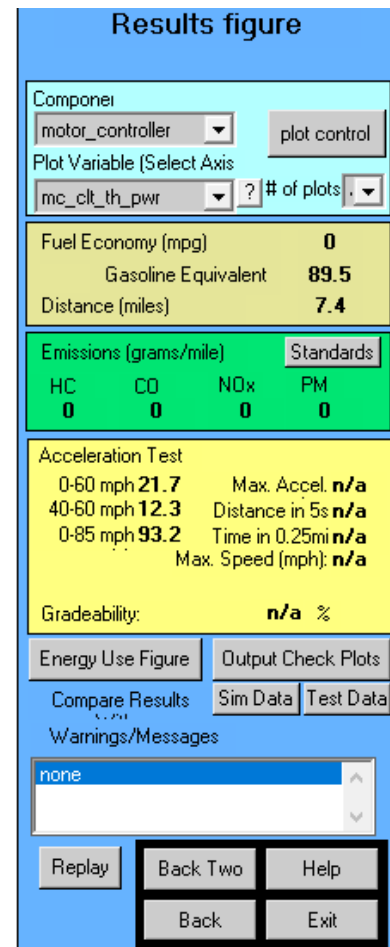 Results figure
Componer
motor_controller
plot control
Plot Variable (Select Axis
mc_clt_th_pwr ? # of plots
Fuel Economy (mpg) 0
Gasoline Equivalent 89.5
Distance (miles) 7.4
Emissions (grams/mile) Standards
HC CO NOx PM
0 0 0 0
Acceleration Test
0-60 mph 21.7 Max. Accel. n/a
40-60 mph 12.3 Distance in 5s n/a
0-85 mph 93.2 Time in 0.25mi n/a
Max. Speed (mph): n/a
Gradeability: n/a %
Energy Use Figure Output Check Plots
Compare Results Sim Data Test Data
Warnings/Messages
none
Replay Back Two Help
Back Exit